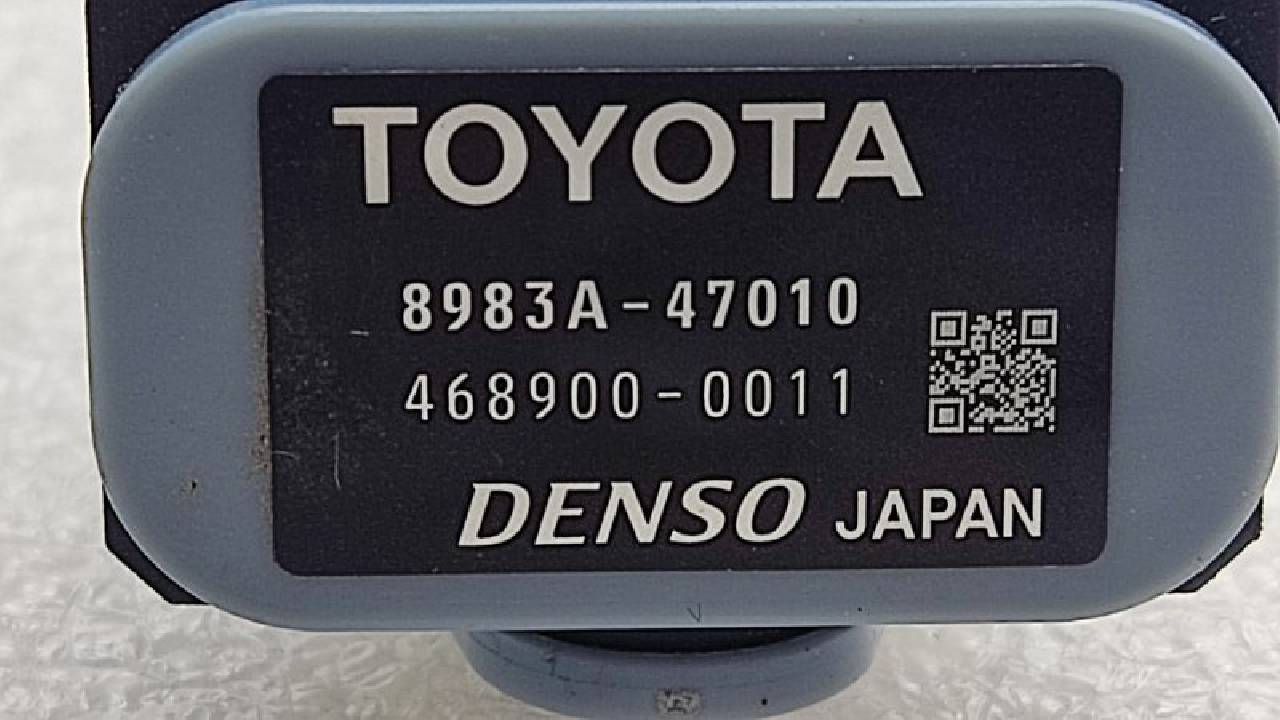 TOYOTA
8983A-47010
468900-0011
DENSO JAPAN